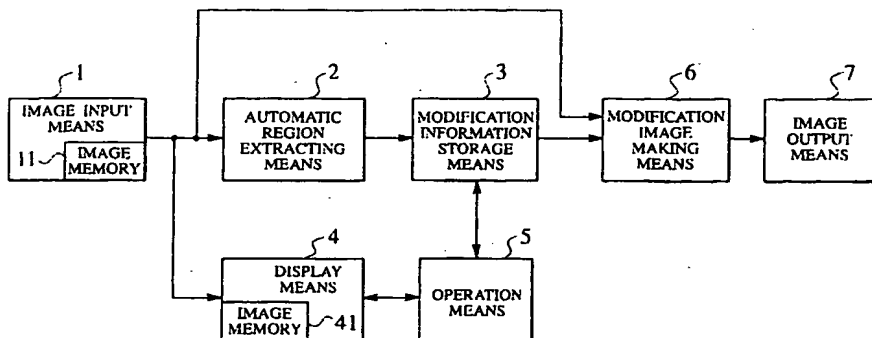 1
IMAGE INPUT
MEANS
11
IMAGE
MEMORY
2
AUTOMATIC
REGION
EXTRACTING
MEANS
3
MODIFICATION
INFORMATION
STORAGE
MEANS
6
MODIFICATION
IMAGE
MAKING
MEANS
7
IMAGE
OUTPUT
MEANS
4
DISPLAY
MEANS
IMAGE
MEMORY
41
5
OPERATION
MEANS